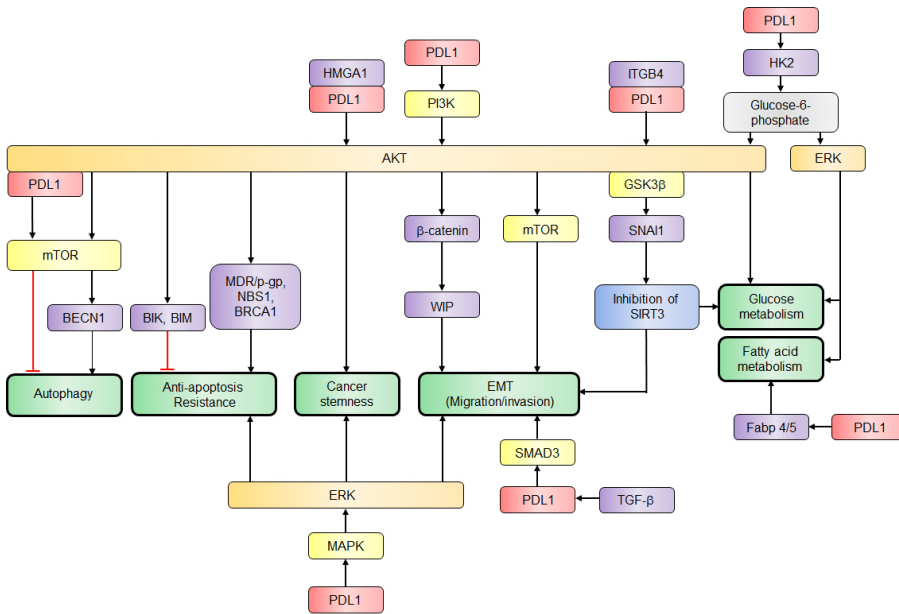 PDL1
HMGA1
PDL1
PDL1
PI3K
ITGB4
PDL1
HK2
Glucose-6-
phosphate
AKT
ERK
PDL1
mTOR
BECN1
BIK, BIM
MDR/p-gp,
NBS1,
BRCA1
β-catenin
WIP
mTOR
GSK3β
SNAI1
Inhibition of
SIRT3
Glucose
metabolism
Fatty acid
metabolism
Autophagy
Anti-apoptosis
Resistance
Cancer
stemness
EMT
(Migration/invasion)
Fabp 4/5
PDL1
SMAD3
PDL1
TGF-β
ERK
MAPK
PDL1